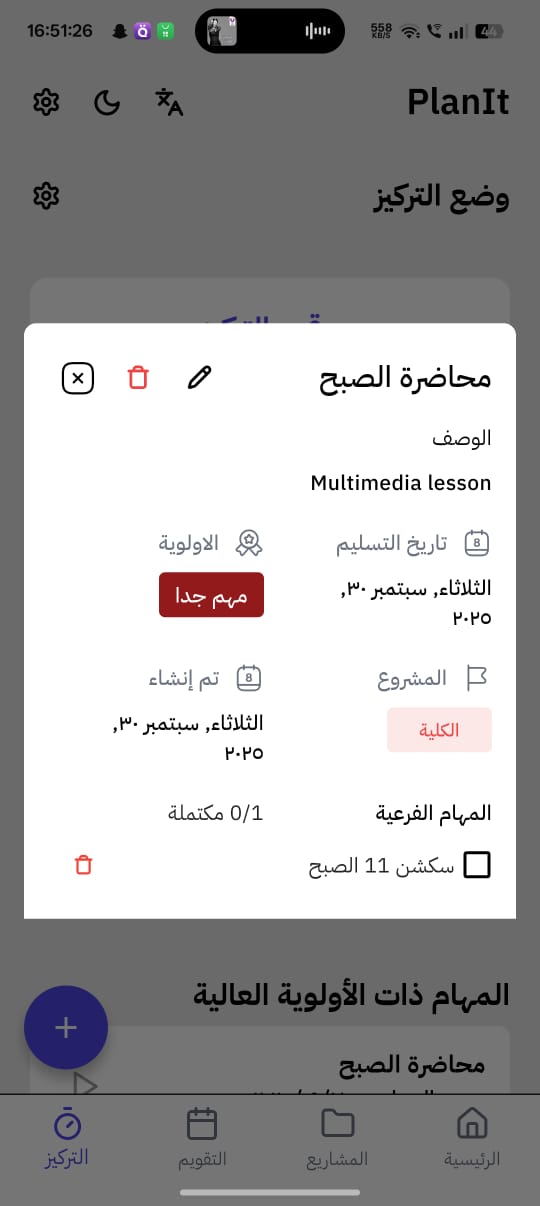 16:51:26
558 KB/S
44
PlanIt
وضع التركيز
محاضرة الصبح
الوصف
Multimedia lesson
تاريخ التسليم
الاولوية
الثلاثاء, سبتمبر ٣٠,
٢٠٢٥
مهم جدا
المشروع
تم إنشاء
الكلية
الثلاثاء, سبتمبر ٣٠,
٢٠٢٥
المهام الفرعية
0/1 مكتملة
سكشن 11 الصبح
المهام ذات الأولوية العالية
محاضرة الصبح
الرئيسية
المشاريع
التقويم
التركيز